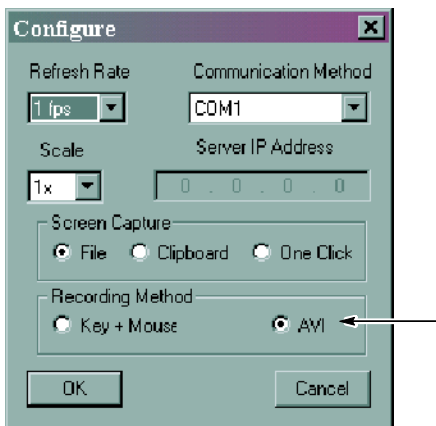 Configure
Refresh Rate
Communication Method
1 fps
COM1
Scale
Server IP Address
1x
0 . 0 . 0 . 0
Screen Capture
File
Clipboard
One Click
Recording Method
Key + Mouse
AVI
OK
Cancel